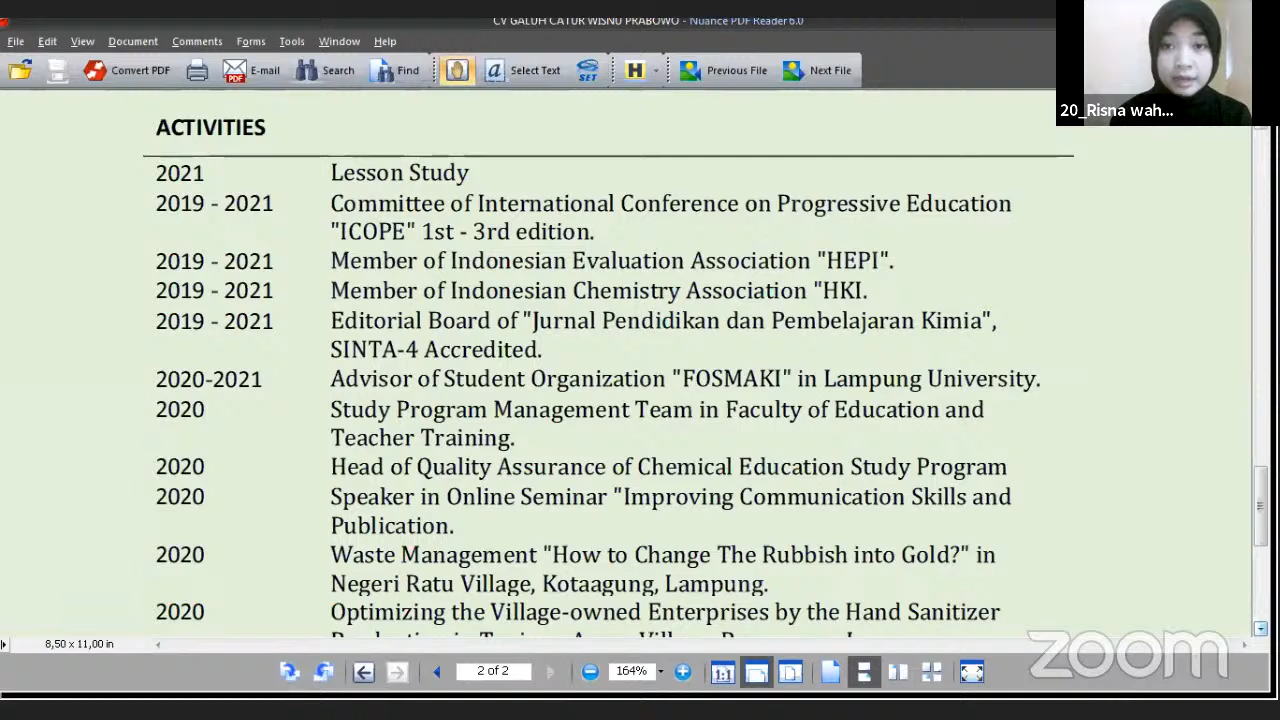 CV GALUH CATUR WISNU PRABOWO - Nuance PDF Reader 6.0
File Edit View Document Comments Forms Tools Window Help
Convert PDF E-mail Search Find Select Text SET H Previous File Next File
20_Risna wah...
ACTIVITIES
2021 Lesson Study
2019 - 2021 Committee of International Conference on Progressive Education
"ICOPE" 1st - 3rd edition.
2019 - 2021 Member of Indonesian Evaluation Association "HEPI".
2019 - 2021 Member of Indonesian Chemistry Association "HKI.
2019 - 2021 Editorial Board of "Jurnal Pendidikan dan Pembelajaran Kimia",
SINTA-4 Accredited.
2020-2021 Advisor of Student Organization "FOSMAKI" in Lampung University.
2020 Study Program Management Team in Faculty of Education and
Teacher Training.
2020 Head of Quality Assurance of Chemical Education Study Program
2020 Speaker in Online Seminar "Improving Communication Skills and
Publication.
2020 Waste Management "How to Change The Rubbish into Gold?" in
Negeri Ratu Village, Kotaagung, Lampung.
2020 Optimizing the Village-owned Enterprises by the Hand Sanitizer
8,50 x 11,00 in
2 of 2
164%
1:1
zoom